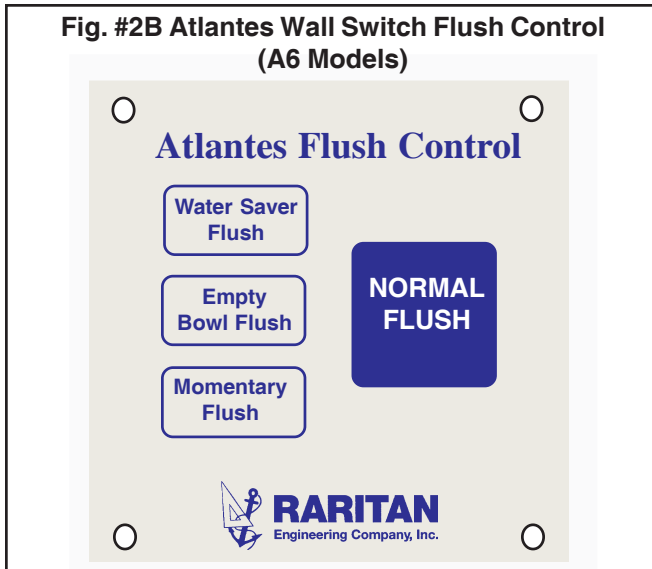 Fig. #2B Atlantes Wall Switch Flush Control
(A6 Models)
Atlantes Flush Control
Water Saver
Flush
Empty
Bowl Flush
Momentary
Flush
NORMAL
FLUSH
RARITAN
Engineering Company, Inc.